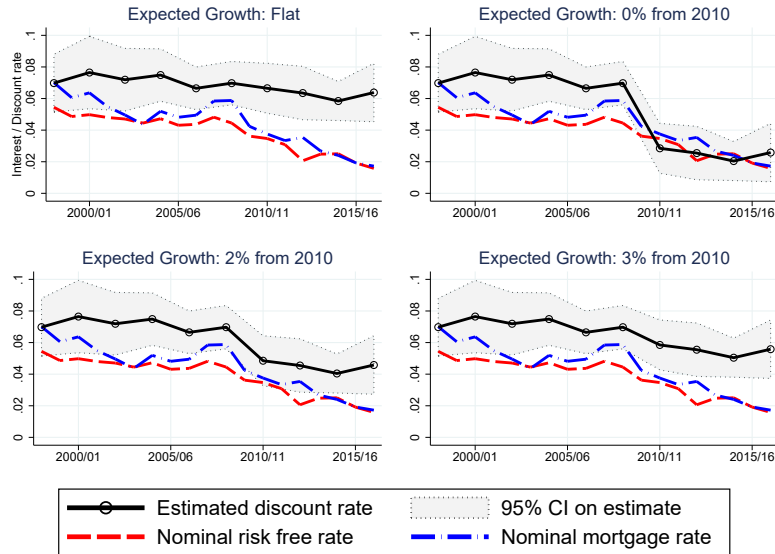 Expected Growth: Flat
Expected Growth: 0% from 2010
Interest / Discount rate
0 .02 .04 .06 .08 .1
0 .02 .04 .06 .08 .1
2000/01 2005/06 2010/11 2015/16
2000/01 2005/06 2010/11 2015/16
Expected Growth: 2% from 2010
Expected Growth: 3% from 2010
0 .02 .04 .06 .08 .1
0 .02 .04 .06 .08 .1
2000/01 2005/06 2010/11 2015/16
2000/01 2005/06 2010/11 2015/16
Estimated discount rate
95% CI on estimate
Nominal risk free rate
Nominal mortgage rate